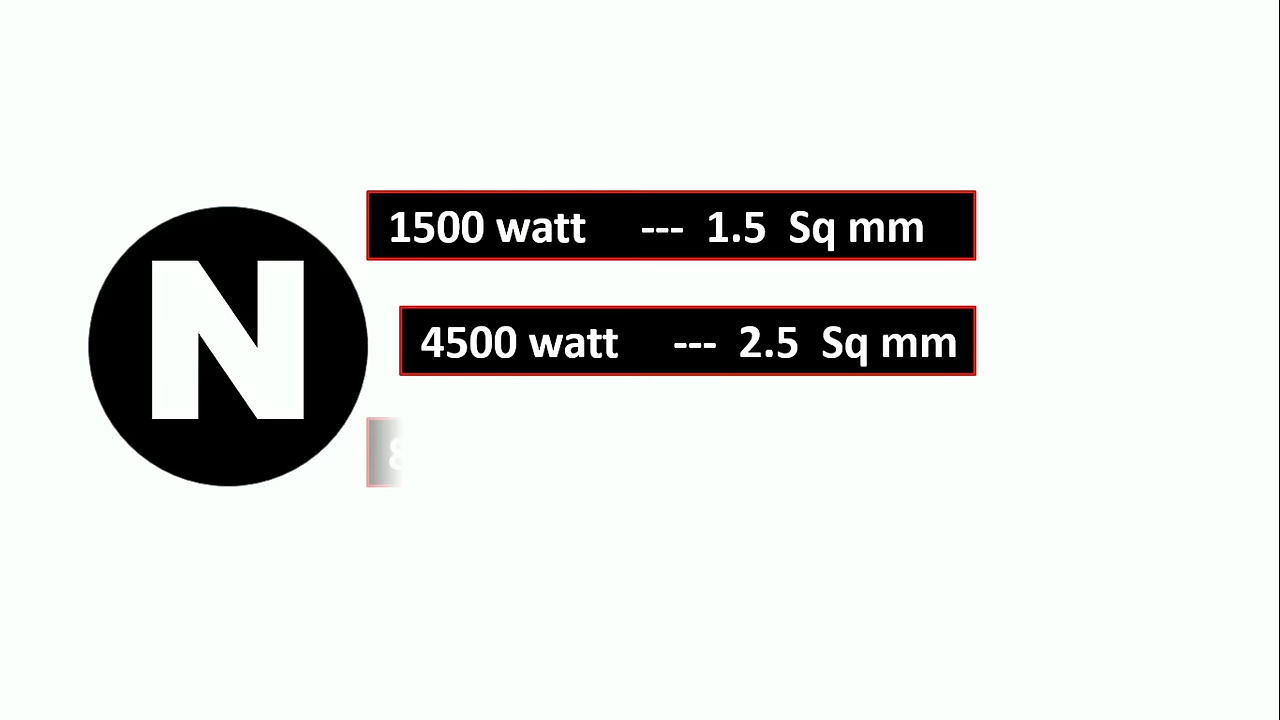 N
1500 watt --- 1.5 Sq mm
4500 watt --- 2.5 Sq mm